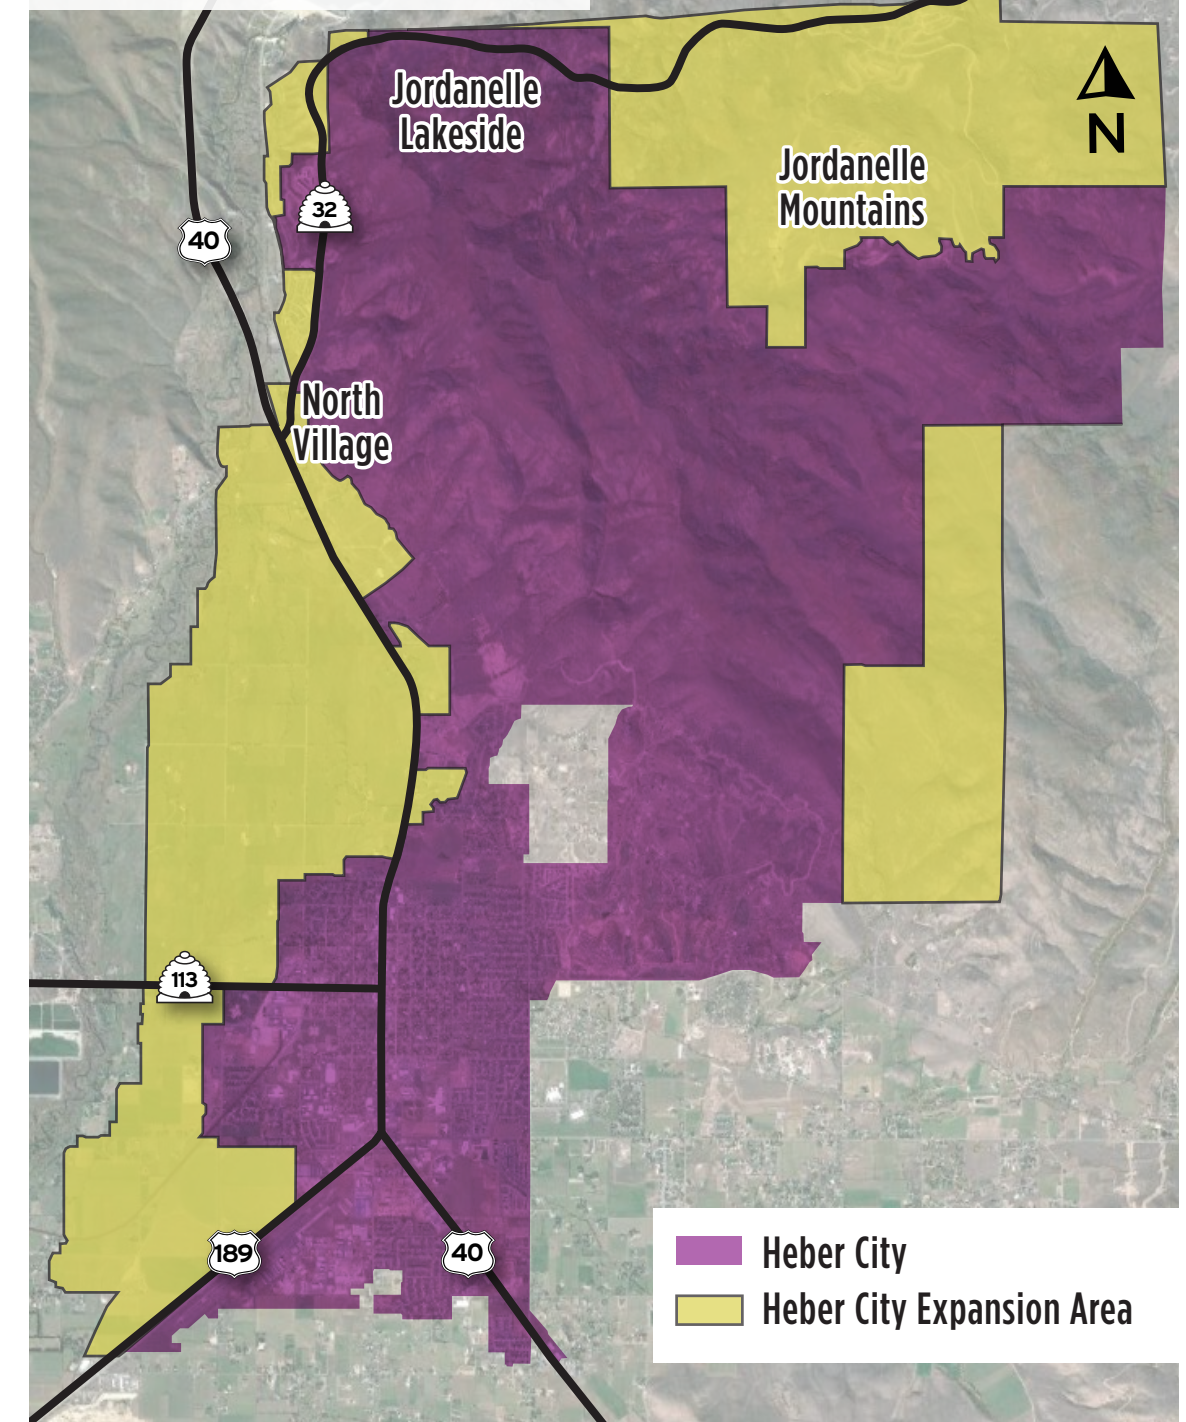 Jordanelle
Lakeside
N
Jordanelle
Mountains
32
40
North
Village
113
189
40
Heber City
Heber City Expansion Area